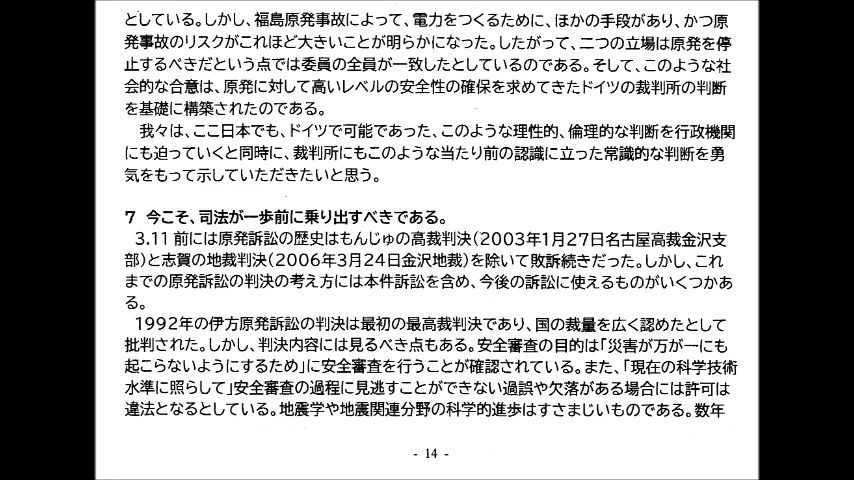 としている。しかし、福島原発事故によって、電力をつくるために、ほかの手段があり、かつ原
発事故のリスクがこれほど大きいことが明らかになった。したがって、二つの立場は原発を停
止するべきだという点では委員の全員が一致したとしているのである。そして、このような社
会的な合意は、原発に対して高いレベルの安全性の確保を求めてきたドイツの裁判所の判断
を基礎に構築されたのである。
我々は、ここ日本でも、ドイツで可能であった、このような理性的、倫理的な判断を行政機関
にも迫っていくと同時に、裁判所にもこのような当たり前の認識に立った常識的な判断を勇
気をもって示していただきたいと思う。
7 今こそ、司法が一歩前に乗り出すべきである。
3.11前には原発訴訟の歴史はもんじゅの高裁判決(2003年1月27日名古屋高裁金沢支
部)と志賀の地裁判決(2006年3月24日金沢地裁)を除いて敗訴続きだった。しかし、これ
までの原発訴訟の判決の考え方には本件訴訟を含め、今後の訴訟に使えるものがいくつかあ
る。
1992年の伊方原発訴訟の判決は最初の最高裁判決であり、国の裁量を広く認めたとして
批判された。しかし、判決内容には見るべき点もある。安全審査の目的は「災害が万が一にも
起こらないようにするため」に安全審査を行うことが確認されている。また、「現在の科学技術
水準に照らして」安全審査の過程に見逃すことができない過誤や欠落がある場合には許可は
違法となるとしている。地震学や地震関連分野の科学的進歩はすさまじいものである。数年
- 14 -